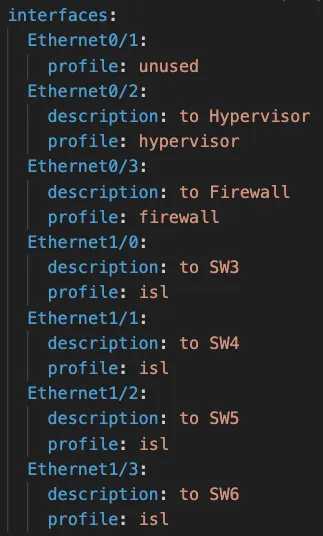 interfaces:
  Ethernet0/1:
    profile: unused
  Ethernet0/2:
    description: to Hypervisor
    profile: hypervisor
  Ethernet0/3:
    description: to Firewall
    profile: firewall
  Ethernet1/0:
    description: to SW3
    profile: isl
  Ethernet1/1:
    description: to SW4
    profile: isl
  Ethernet1/2:
    description: to SW5
    profile: isl
  Ethernet1/3:
    description: to SW6
    profile: isl